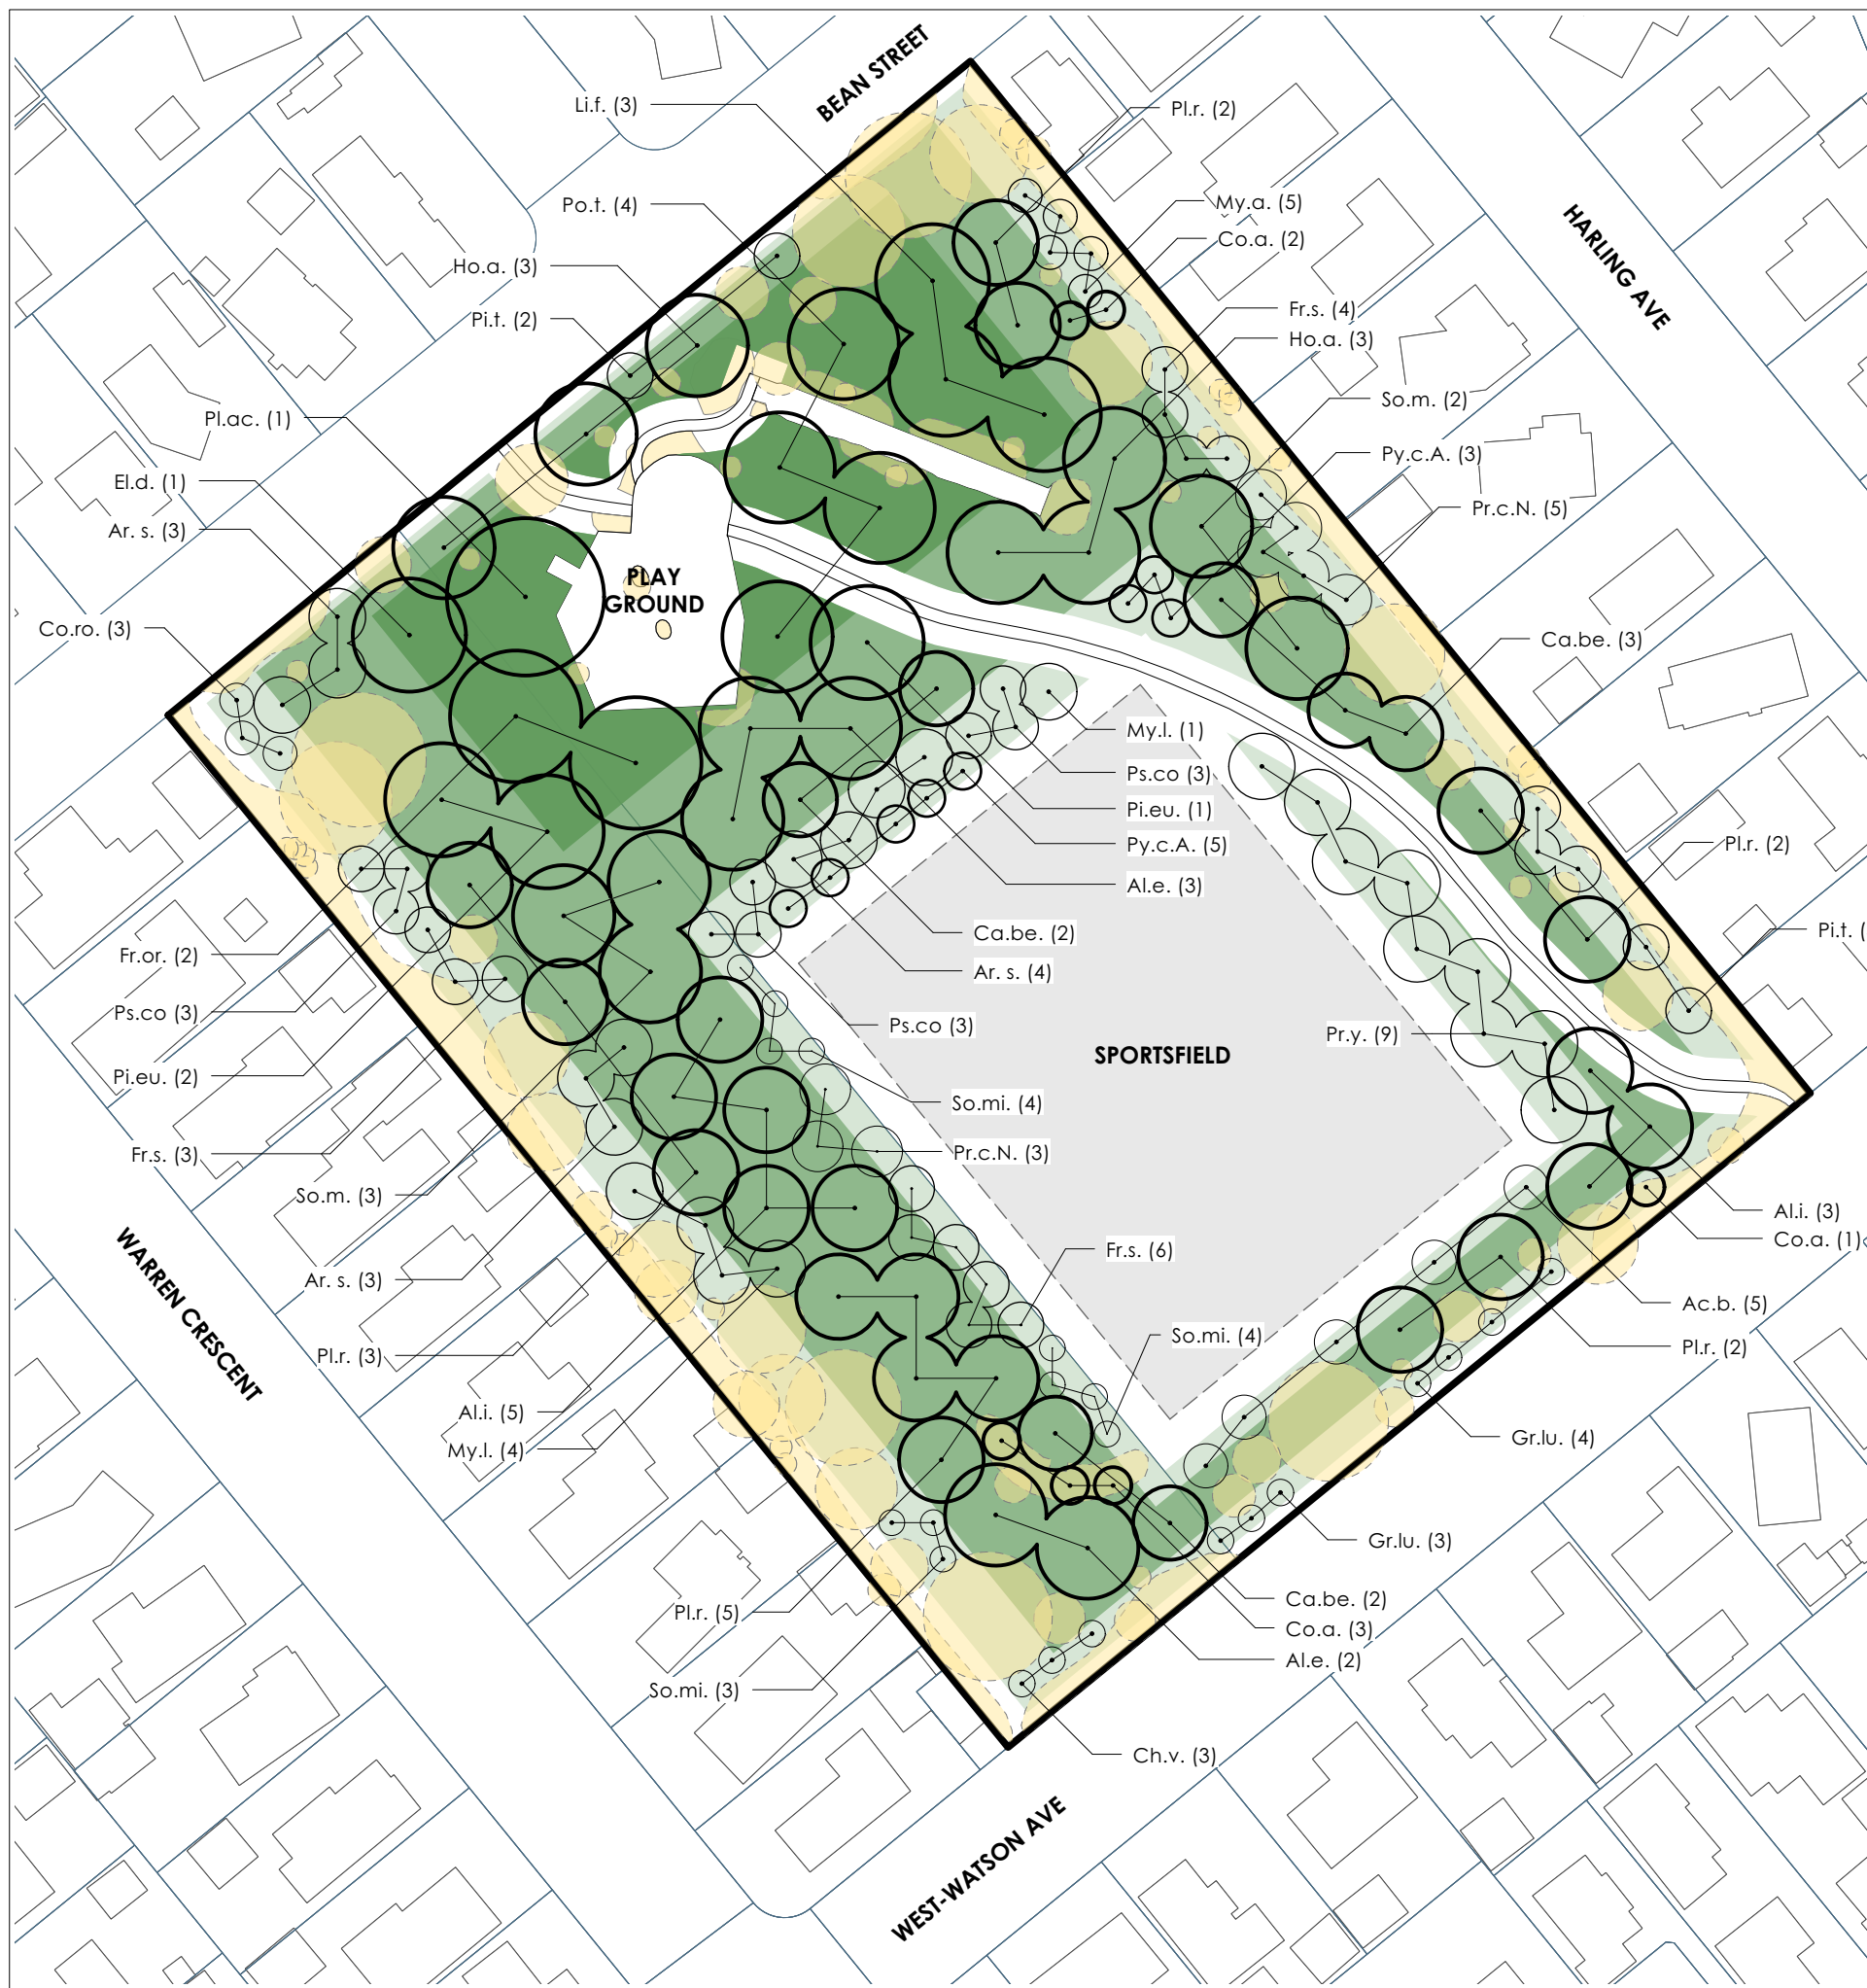 BEAN STREET
Li.f. (3)
Pl.r. (2)
Po.t. (4)
My.a. (5)
Co.a. (2)
HARLING AVE
Ho.a. (3)
Pi.t. (2)
Fr.s. (4)
Ho.a. (3)
So.m. (2)
Pl.ac. (1)
Py.c.A. (3)
El.d. (1)
Pr.c.N. (5)
Ar. s. (3)
PLAY
GROUND
Co.ro. (3)
Ca.be. (3)
My.l. (1)
Ps.co (3)
Pi.eu. (1)
Py.c.A. (5)
Pl.r. (2)
Al.e. (3)
Ca.be. (2)
Pi.t. (
Fr.or. (2)
Ar. s. (4)
Ps.co (3)
Ps.co (3)
Pr.y. (9)
SPORTSFIELD
Pi.eu. (2)
So.mi. (4)
Fr.s. (3)
Pr.c.N. (3)
So.m. (3)
Al.i. (3)
Co.a. (1)
Fr.s. (6)
WARREN CRESCENT
Ar. s. (3)
Ac.b. (5)
So.mi. (4)
Pl.r. (2)
Pl.r. (3)
Al.i. (5)
Gr.lu. (4)
My.l. (4)
Gr.lu. (3)
Ca.be. (2)
Pl.r. (5)
Co.a. (3)
Al.e. (2)
So.mi. (3)
Ch.v. (3)
WEST-WATSON AVE